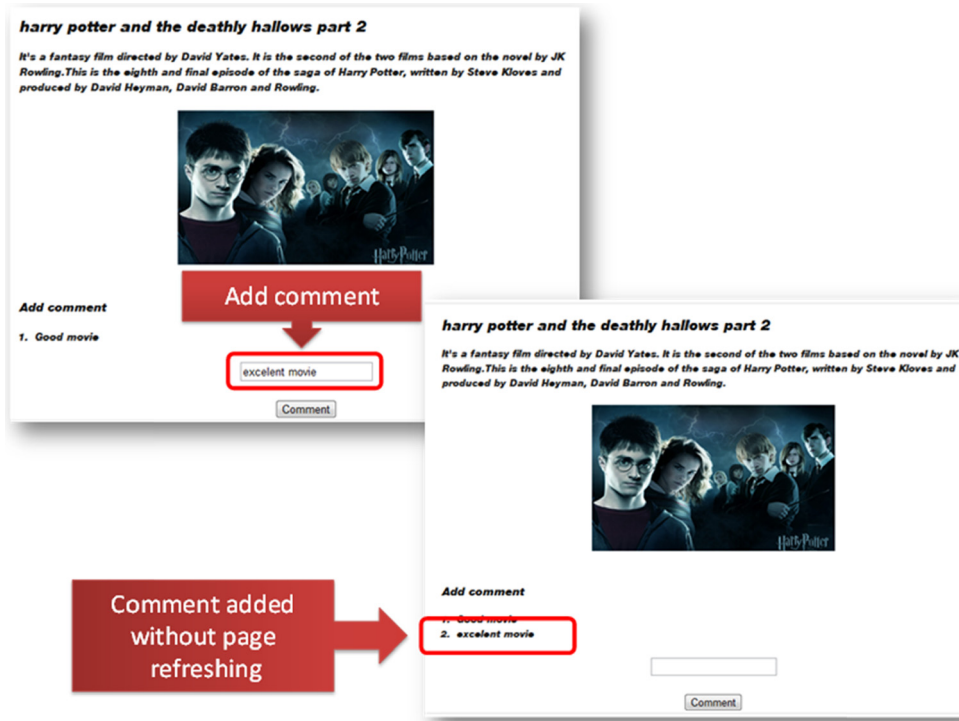 harry potter and the deathly hallows part 2
It's a fantasy film directed by David Yates. It is the second of the two films based on the novel by JK
Rowling.This is the eighth and final episode of the saga of Harry Potter, written by Steve Kloves and
produced by David Heyman, David Barron and Rowling.
Harry Potter
Add comment
Add comment
1. Good movie
excelent movie
Comment
harry potter and the deathly hallows part 2
It's a fantasy film directed by David Yates. It is the second of the two films based on the novel by JK
Rowling.This is the eighth and final episode of the saga of Harry Potter, written by Steve Kloves and
produced by David Heyman, David Barron and Rowling.
Harry Potter
Add comment
1. Good movie
2. excelent movie
Comment
Comment added
without page
refreshing